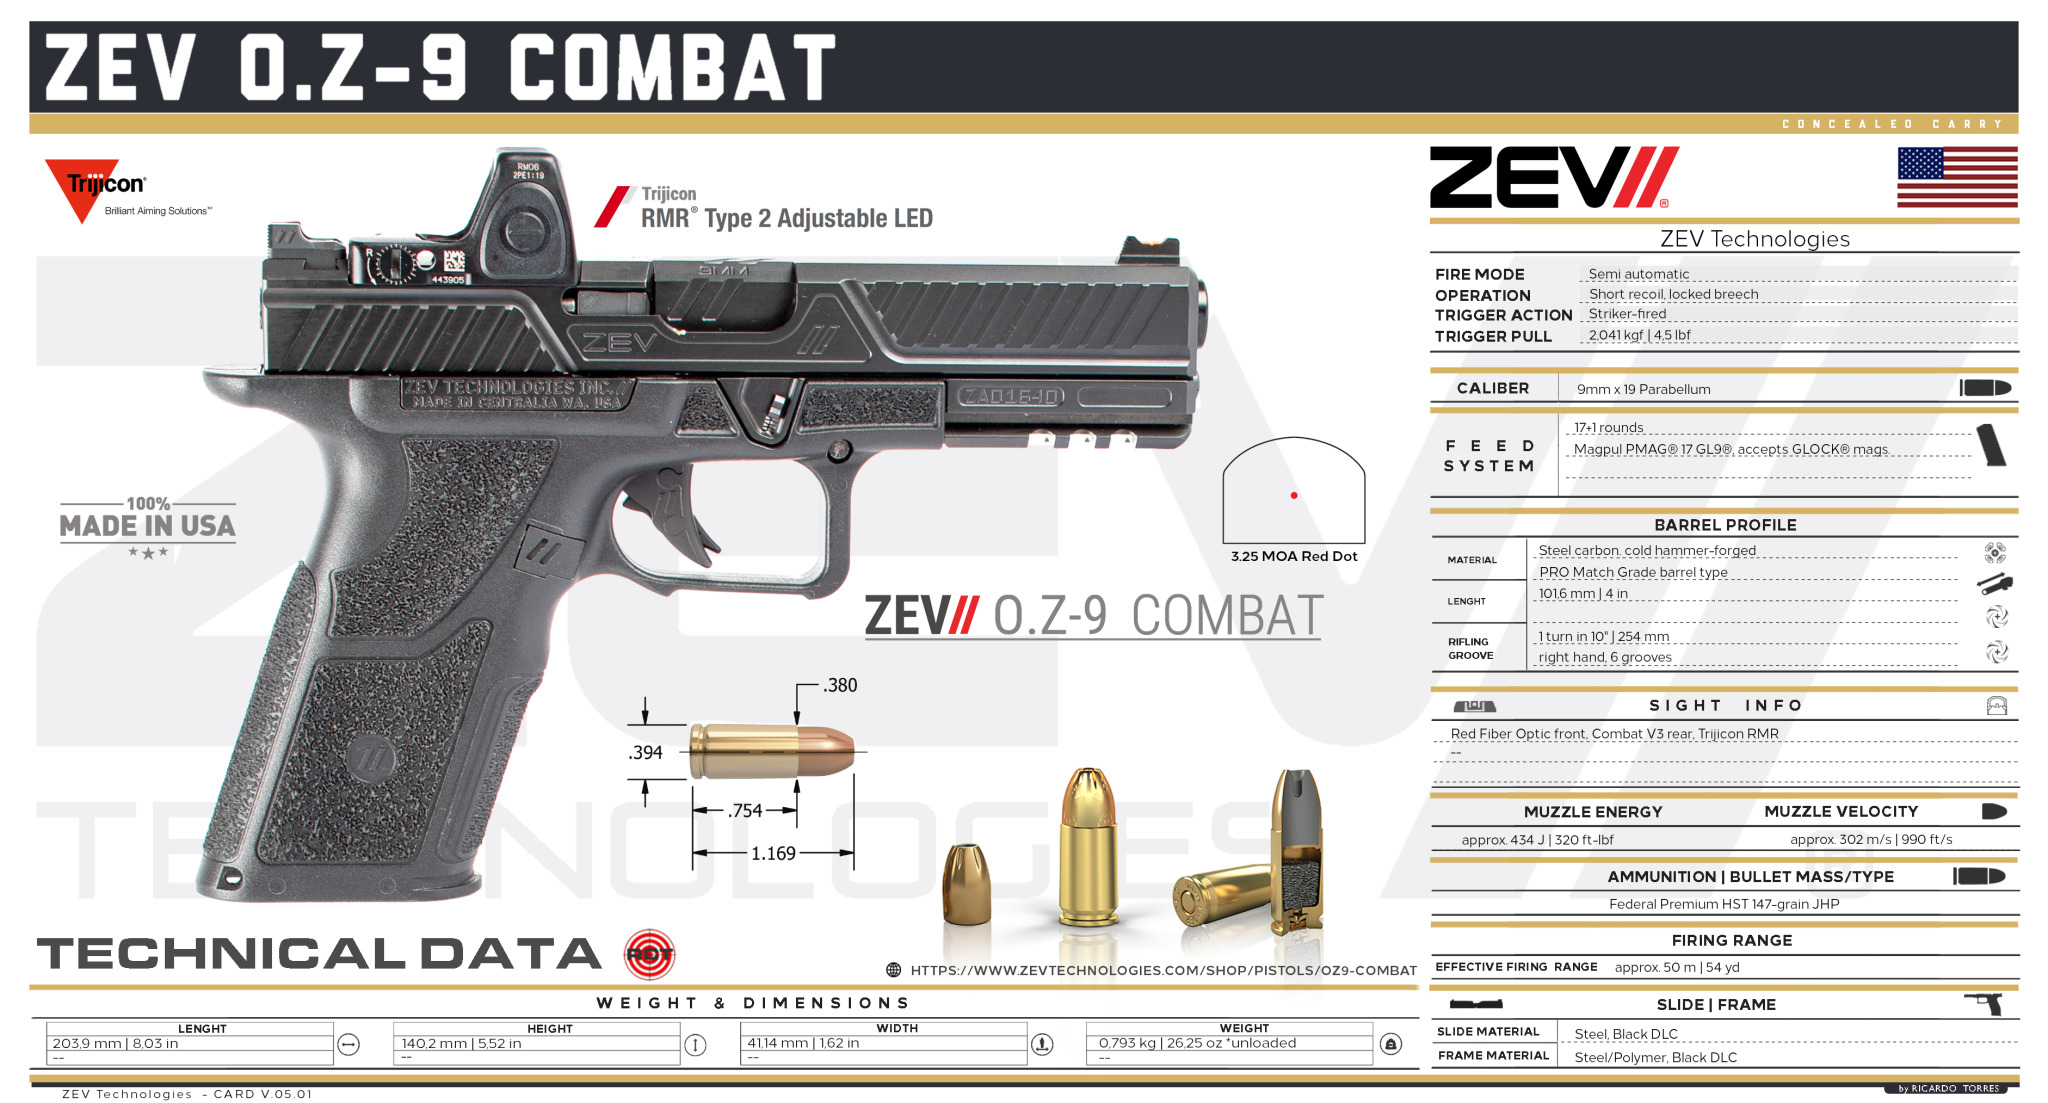 ZEV O.Z-9 COMBAT
CONCEALED CARRY
Trijicon®
Brilliant Aiming Solutions™
RM06
2PE1:19
R
443905
Trijicon
RMR® Type 2 Adjustable LED
9MM
ZEV
ZEV TECHNOLOGIES INC.//
MADE IN CENTRALIA WA, USA
100%
MADE IN USA
3.25 MOA Red Dot
ZEV// O.Z-9 COMBAT
.380
.394
.754
1.169
TECHNOLOGIES
TECHNICAL DATA
RDT
HTTPS://WWW.ZEVTECHNOLOGIES.COM/SHOP/PISTOLS/OZ9-COMBAT
WEIGHT & DIMENSIONS
LENGHT
203,9 mm | 8,03 in
--
HEIGHT
140,2 mm | 5,52 in
--
WIDTH
41,14 mm | 1,62 in
--
WEIGHT
0,793 kg | 26,25 oz *unloaded
--
ZEV//®
ZEV Technologies
FIRE MODE Semi automatic
OPERATION Short recoil, locked breech
TRIGGER ACTION Striker-fired
TRIGGER PULL 2,041 kgf | 4,5 lbf
CALIBER 9mm x 19 Parabellum
FEED
SYSTEM
17+1 rounds
Magpul PMAG® 17 GL9®, accepts GLOCK® mags.
BARREL PROFILE
MATERIAL
Steel carbon. cold hammer-forged
PRO Match Grade barrel type
LENGHT
101,6 mm | 4 in
RIFLING
GROOVE
1 turn in 10" | 254 mm
right hand, 6 grooves
SIGHT INFO
Red Fiber Optic front, Combat V3 rear, Trijicon RMR
--
MUZZLE ENERGY MUZZLE VELOCITY
approx. 434 J | 320 ft-lbf approx. 302 m/s | 990 ft/s
AMMUNITION | BULLET MASS/TYPE
Federal Premium HST 147-grain JHP
FIRING RANGE
EFFECTIVE FIRING RANGE approx. 50 m | 54 yd
SLIDE | FRAME
SLIDE MATERIAL Steel, Black DLC
FRAME MATERIAL Steel/Polymer, Black DLC
ZEV Technologies - CARD V.05.01
by RICARDO TORRES